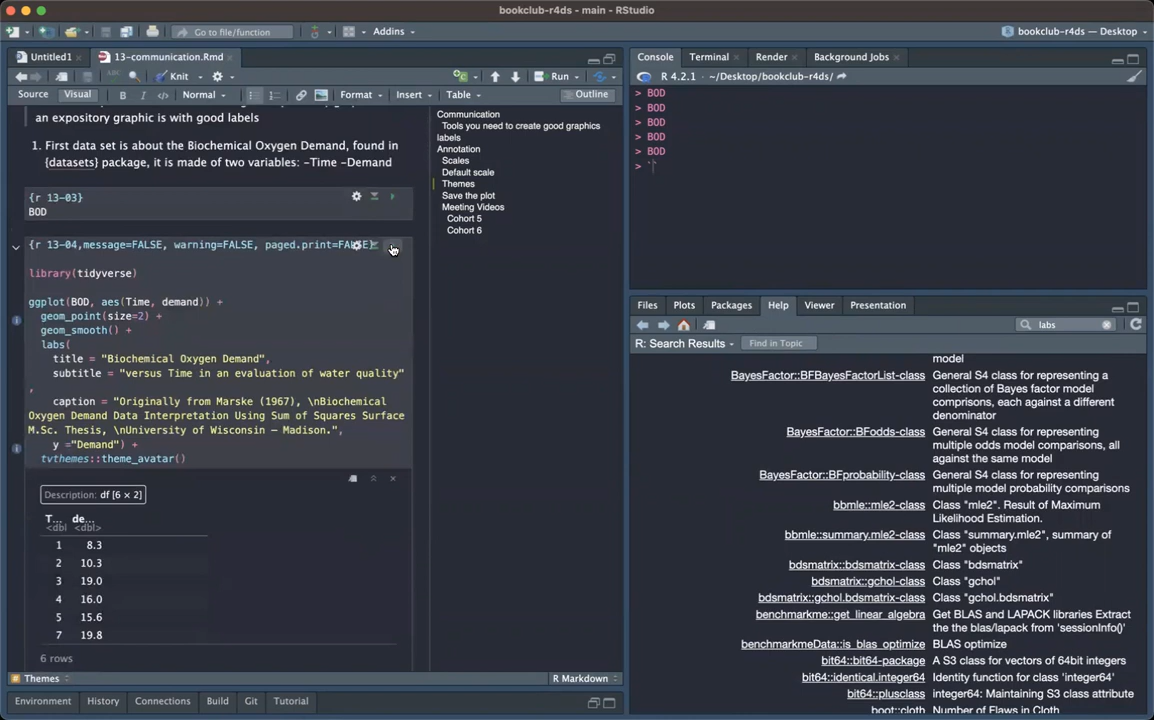 bookclub-r4ds - main - RStudio
Go to file/function
Addins
bookclub-r4ds — Desktop
Untitled1
13-communication.Rmd
Knit
Run
Source
Visual
B
I
Normal
Format
Insert
Table
Outline
an expository graphic is with good labels
1. First data set is about the Biochemical Oxygen Demand, found in
{datasets} package, it is made of two variables: -Time -Demand
{r 13-03}
BOD
{r 13-04,message=FALSE, warning=FALSE, paged.print=FALSE}
library(tidyverse)
ggplot(BOD, aes(Time, demand)) +
geom_point(size=2) +
geom_smooth() +
labs(
title = "Biochemical Oxygen Demand",
subtitle = "versus Time in an evaluation of water quality"
,
caption = "Originally from Marske (1967), \nBiochemical
Oxygen Demand Data Interpretation Using Sum of Squares Surface
M.Sc. Thesis, \nUniversity of Wisconsin – Madison.",
y ="Demand") +
tvthemes::theme_avatar()
Description: df [6 × 2]
T... de...
<dbl <dbl>
1 8.3
2 10.3
3 19.0
4 16.0
5 15.6
7 19.8
6 rows
Themes
R Markdown
Communication
Tools you need to create good graphics
labels
Annotation
Scales
Default scale
Themes
Save the plot
Meeting Videos
Cohort 5
Cohort 6
Environment
History
Connections
Build
Git
Tutorial
Console
Terminal
Render
Background Jobs
R 4.2.1 · ~/Desktop/bookclub-r4ds/
> BOD
> BOD
> BOD
> BOD
> BOD
> `
Files
Plots
Packages
Help
Viewer
Presentation
labs
R: Search Results
Find in Topic
model
BayesFactor::BFBayesFactorList-class General S4 class for representing a
collection of Bayes factor model
comprisons, each against a different
denominator
BayesFactor::BFodds-class General S4 class for representing
multiple odds model comparisons, all
against the same model
BayesFactor::BFprobability-class General S4 class for representing
multiple model probability comparisons
bbmle::mle2-class Class "mle2". Result of Maximum
Likelihood Estimation.
bbmle::summary.mle2-class Class "summary.mle2", summary of
"mle2" objects
bdsmatrix::bdsmatrix-class Class "bdsmatrix"
bdsmatrix::gchol-class Class "gchol"
bdsmatrix::gchol.bdsmatrix-class Class "gchol.bdsmatrix"
benchmarkme::get_linear_algebra Get BLAS and LAPACK libraries Extract
the the blas/lapack from 'sessionInfo()'
benchmarkmeData::is_blas_optimize BLAS optimize
bit64::bit64-package A S3 class for vectors of 64bit integers
bit64::identical.integer64 Identity function for class 'integer64'
bit64::plusclass integer64: Maintaining S3 class attribute
boot::cloth Number of Flaws in Cloth